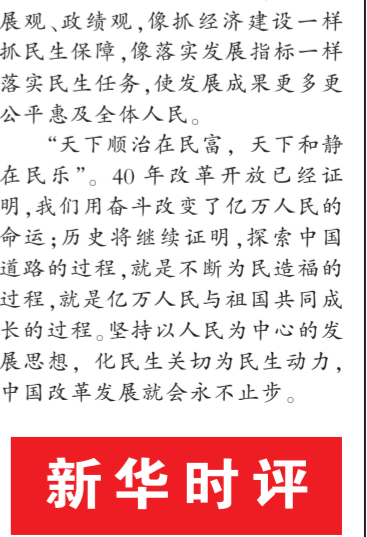 展观、政绩观,像抓经济建设一样
抓民生保障,像落实发展指标一样
落实民生任务,使发展成果更多更
公平惠及全体人民。
“天下顺治在民富，天下和静
在民乐”。40 年改革开放已经证
明,我们用奋斗改变了亿万人民的
命运;历史将继续证明,探索中国
道路的过程,就是不断为民造福的
过程,就是亿万人民与祖国共同成
长的过程。坚持以人民为中心的发
展思想，化民生关切为民生动力,
中国改革发展就会永不止步。
新华时评